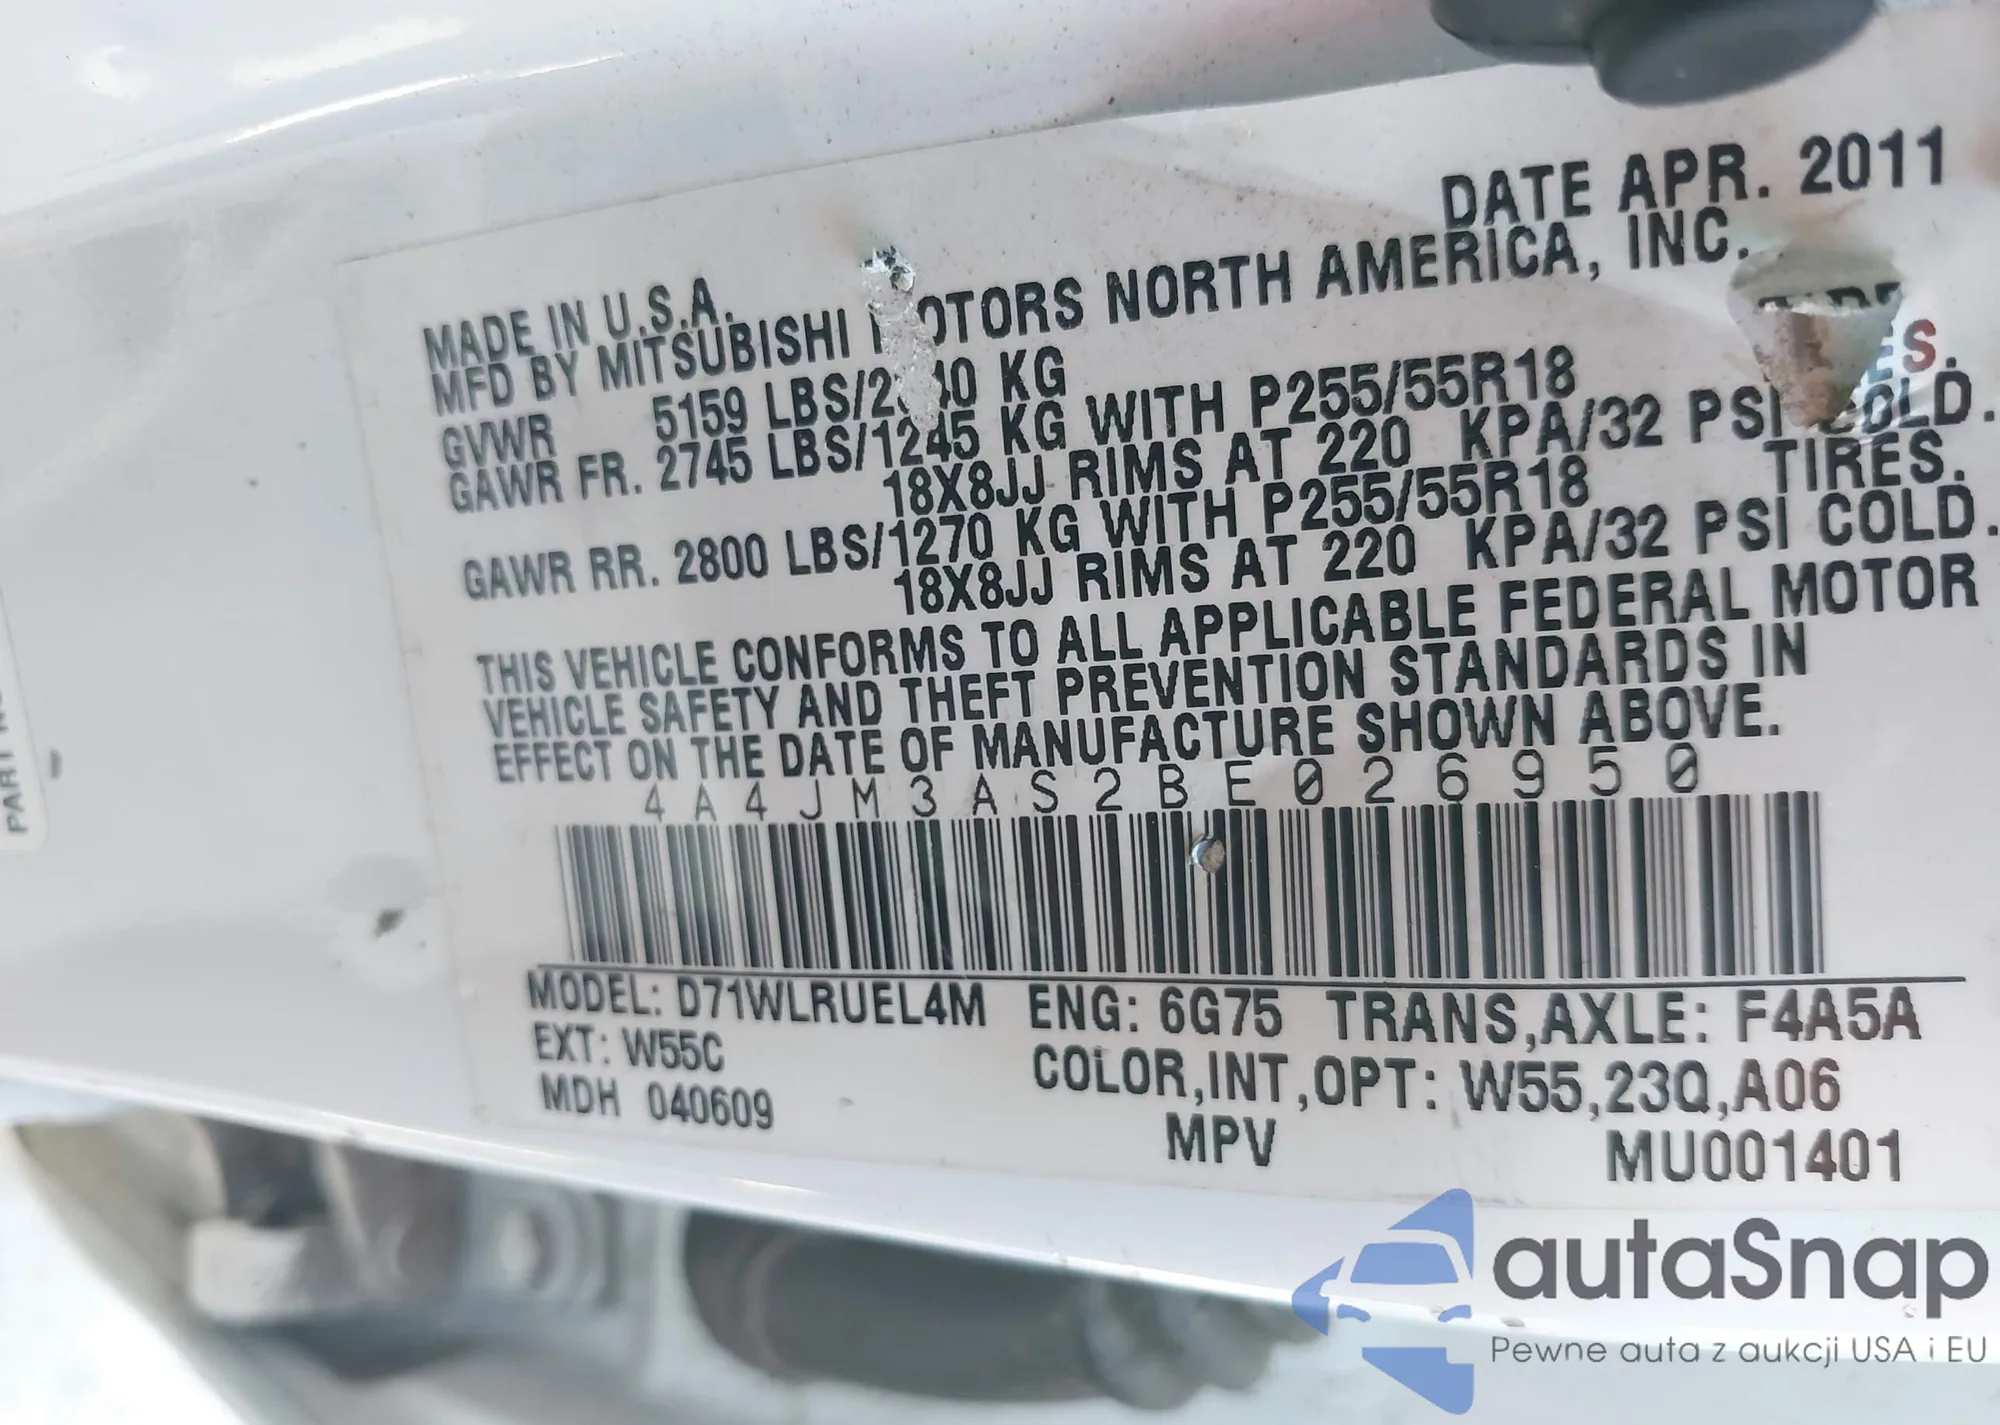 DATE APR. 2011
MADE IN U.S.A.
MFD BY MITSUBISHI MOTORS NORTH AMERICA, INC.
GVWR 5159 LBS/2340 KG
GAWR FR. 2745 LBS/1245 KG WITH P255/55R18 TIRES.
18X8JJ RIMS AT 220 KPA/32 PSI COLD.
GAWR RR. 2800 LBS/1270 KG WITH P255/55R18 TIRES.
18X8JJ RIMS AT 220 KPA/32 PSI COLD.
THIS VEHICLE CONFORMS TO ALL APPLICABLE FEDERAL MOTOR
VEHICLE SAFETY AND THEFT PREVENTION STANDARDS IN
EFFECT ON THE DATE OF MANUFACTURE SHOWN ABOVE.
4A4JM3AS2BE026950
MODEL: D71WLRUEL4M ENG: 6G75 TRANS,AXLE: F4A5A
EXT: W55C COLOR,INT,OPT: W55,23Q,A06
MDH 040609 MPV MU001401
PART
autaSnap
Pewne auta z aukcji USA i EU